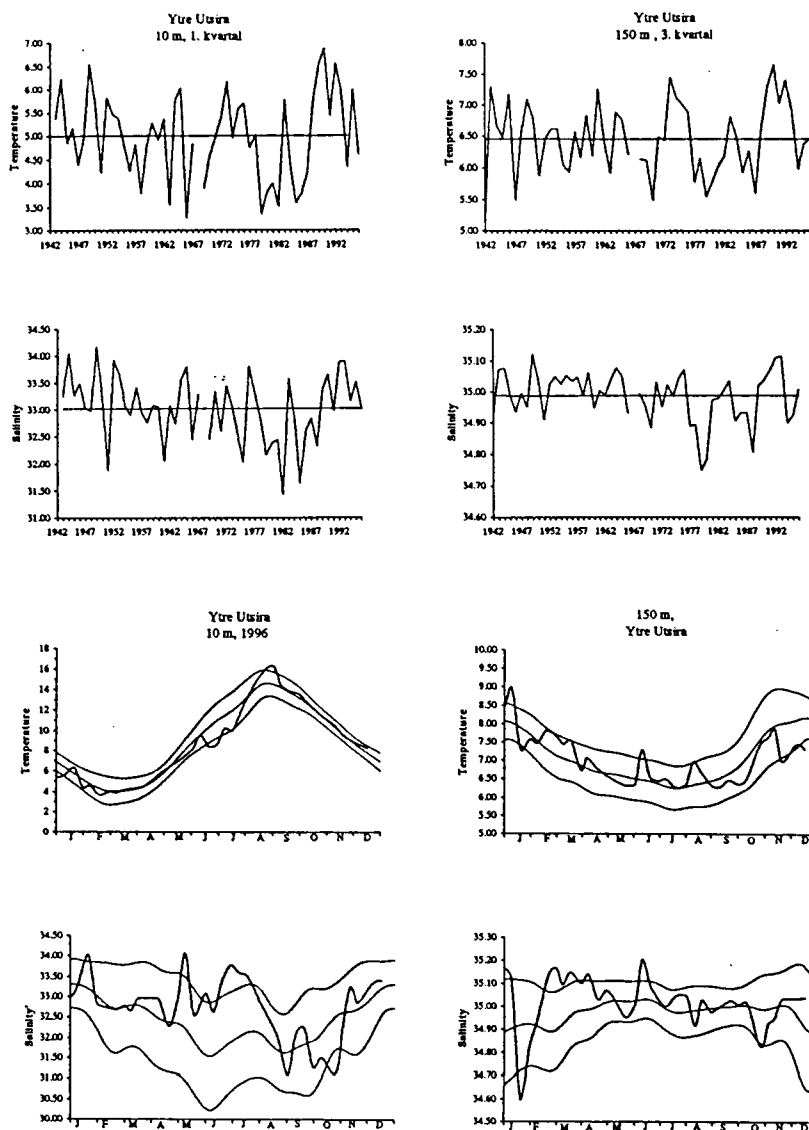 Ytre Utsira
10 m, 1. kvartal
Temperature
7.00
6.50
6.00
5.50
5.00
4.50
4.00
3.50
3.00
1942 1947 1952 1957 1962 1967 1972 1977 1982 1987 1992
Ytre Utsira
150 m , 3. kvartal
Temperature
8.00
7.50
7.00
6.50
6.00
5.50
5.00
1942 1947 1952 1957 1962 1967 1972 1977 1982 1987 1992
Salinity
34.50
34.00
33.50
33.00
32.50
32.00
31.50
31.00
1942 1947 1952 1957 1962 1967 1972 1977 1982 1987 1992
Salinity
35.20
35.10
35.00
34.90
34.80
34.70
34.60
1942 1947 1952 1957 1962 1967 1972 1977 1982 1987 1992
Ytre Utsira
10 m, 1996
Temperature
18
16
14
12
10
8
6
4
2
0
J F M A M J J A S O N D
150 m,
Ytre Utsira
Temperature
10.00
9.50
9.00
8.50
8.00
7.50
7.00
6.50
6.00
5.50
5.00
J F M A M J J A S O N D
Salinity
34.50
34.00
33.50
33.00
32.50
32.00
31.50
31.00
30.50
30.00
J F M A M J J A S O N D
Salinity
35.30
35.20
35.10
35.00
34.90
34.80
34.70
34.60
34.50
J F M A M J J A S O N D